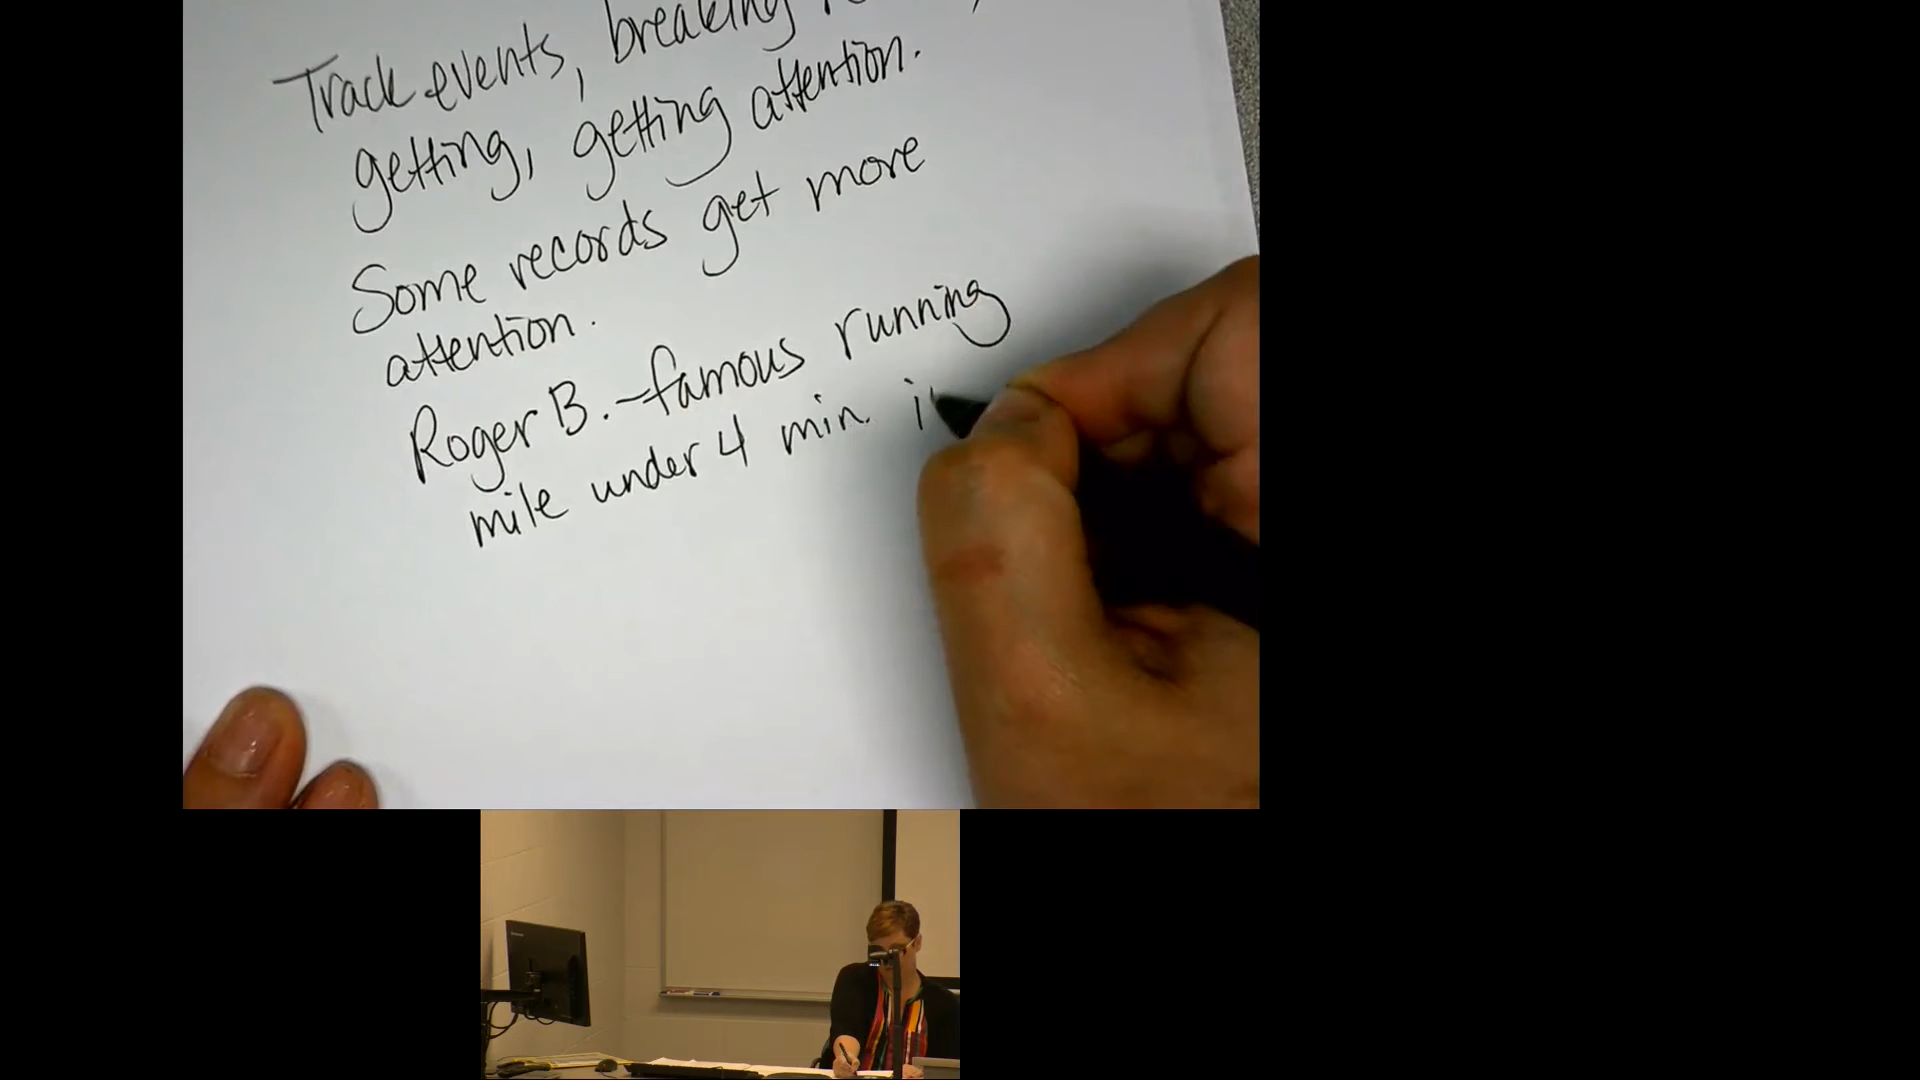 Track events, breaking
getting, getting attention.
Some records get more
attention.
Roger B. - famous running
mile under 4 min. i